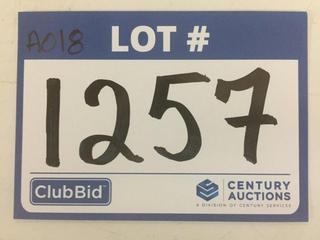 A018 LOT #
1257
ClubBid
CENTURY
AUCTIONS
A DIVISION OF CENTURY SERVICES